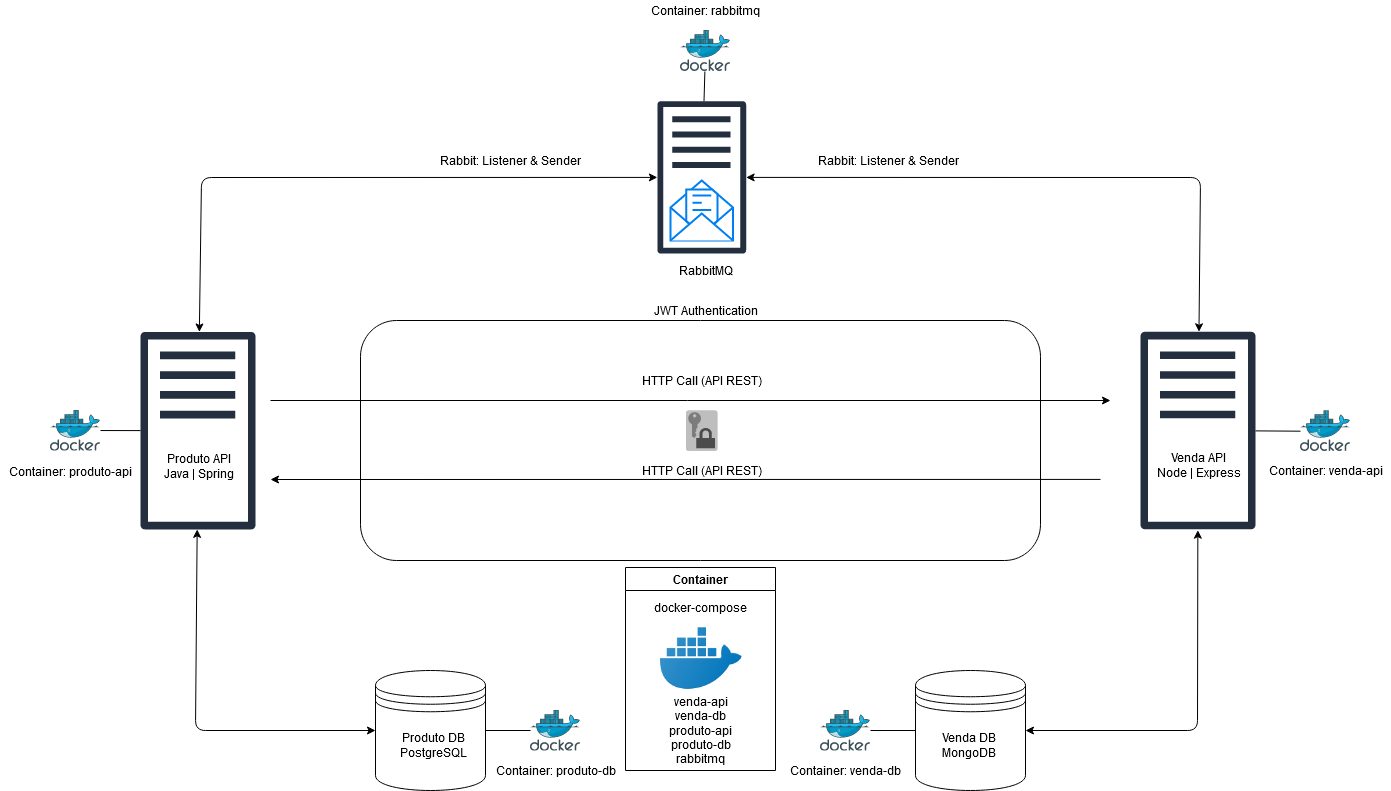 Container: rabbitmq
docker
Rabbit: Listener & Sender
Rabbit: Listener & Sender
RabbitMQ
JWT Authentication
HTTP Call (API REST)
HTTP Call (API REST)
docker
Container: produto-api
Produto API
Java | Spring
Venda API
Node | Express
docker
Container: venda-api
Container
docker-compose
venda-api
venda-db
produto-api
produto-db
rabbitmq
Produto DB
PostgreSQL
docker
Container: produto-db
docker
Container: venda-db
Venda DB
MongoDB